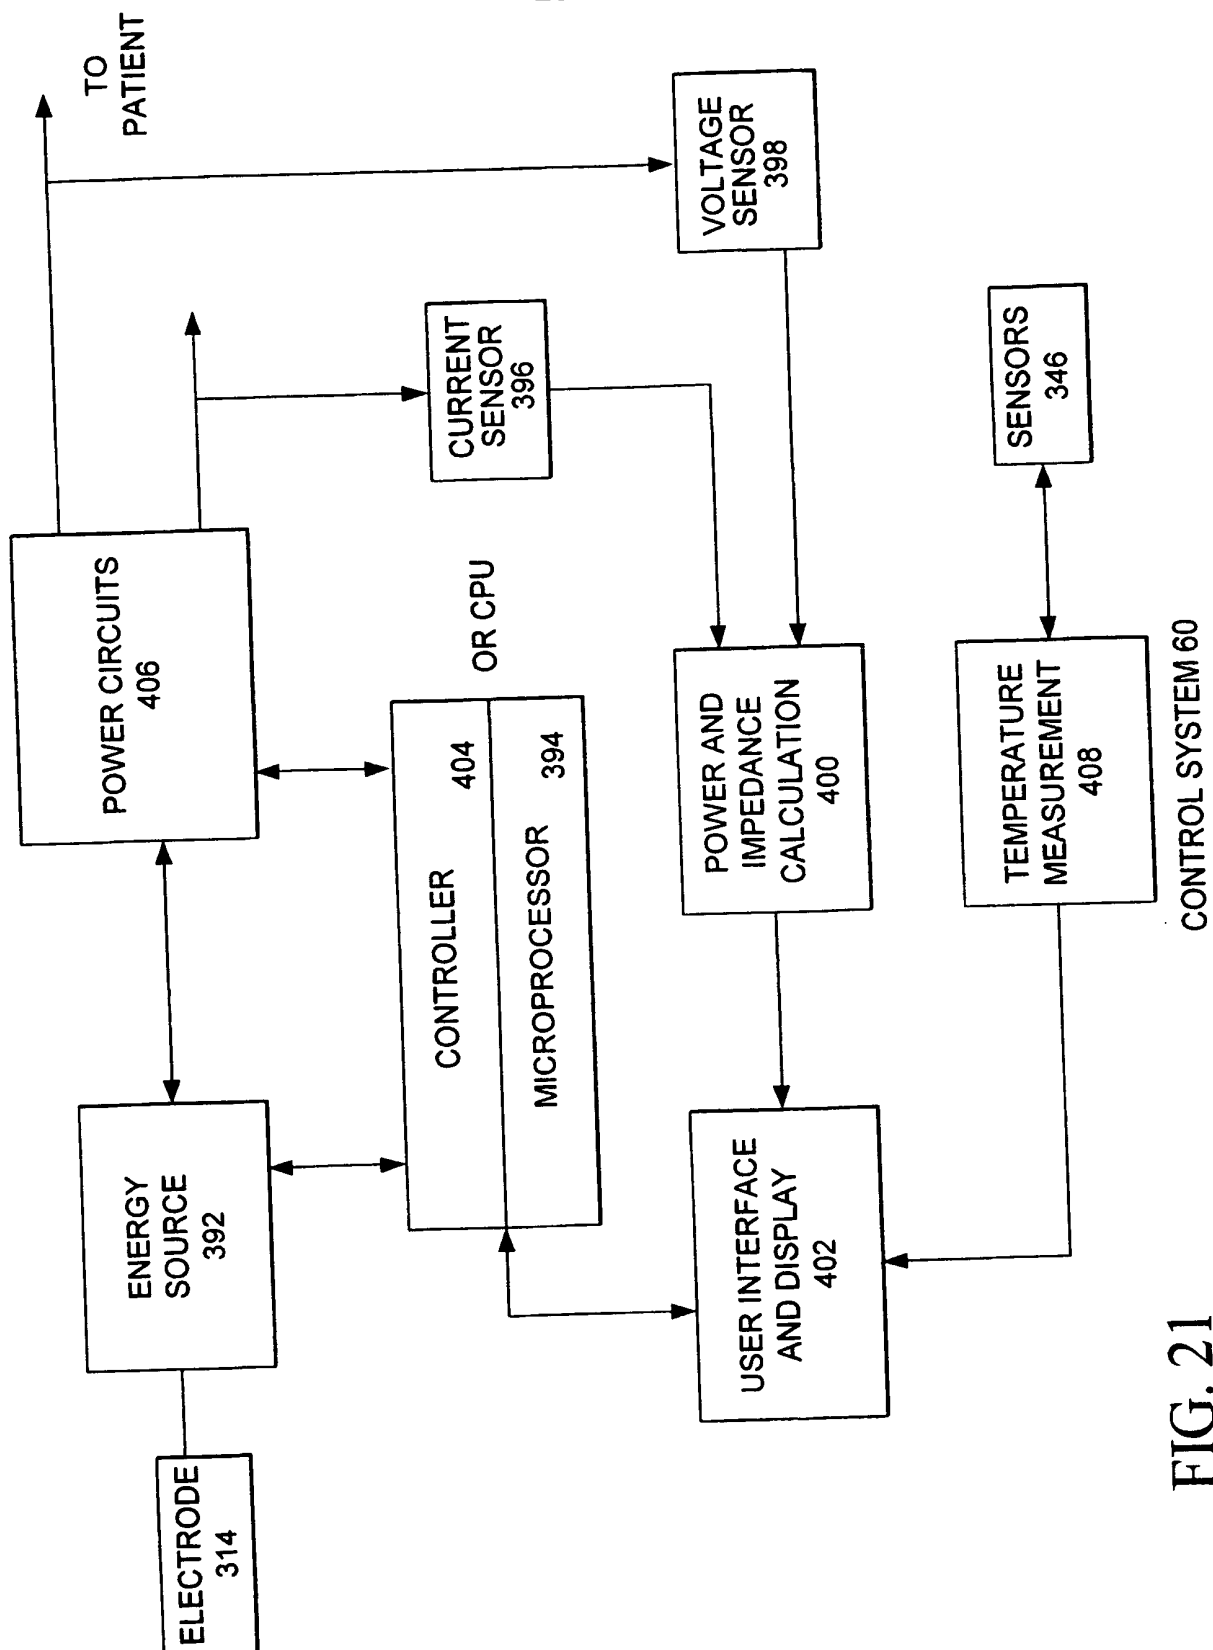 ELECTRODE
314
ENERGY
SOURCE
392
POWER CIRCUITS
406
TO
PATIENT
CONTROLLER 404
MICROPROCESSOR 394
OR CPU
CURRENT
SENSOR
396
VOLTAGE
SENSOR
398
USER INTERFACE
AND DISPLAY
402
POWER AND
IMPEDANCE
CALCULATION
400
TEMPERATURE
MEASUREMENT
408
SENSORS
346
CONTROL SYSTEM 60
FIG. 21